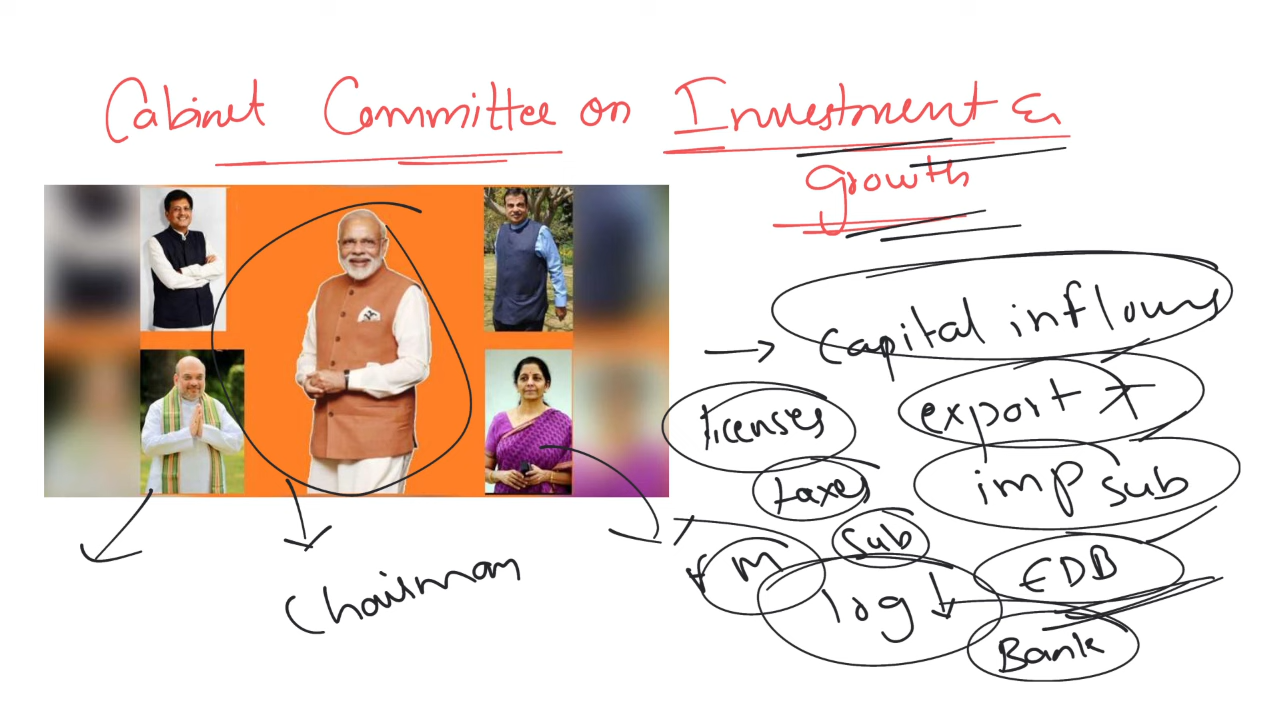 Cabinet Committee on Investment &
growth
→ Capital inflows
licenses
export ↑
taxes
imp sub
sub
FM
EDB
log ↓
Bank
Chairman